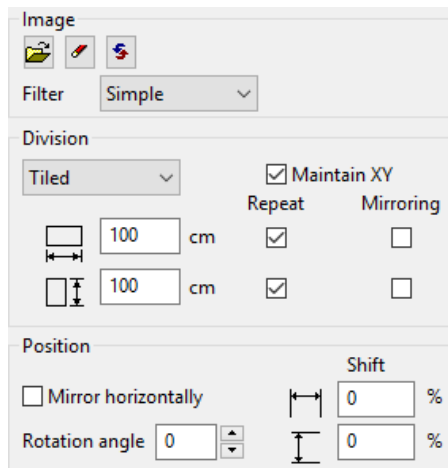 Image
Filter Simple
Division
Tiled Maintain XY
Repeat Mirroring
100 cm
100 cm
Position
Shift
Mirror horizontally 0 %
Rotation angle 0 0 %